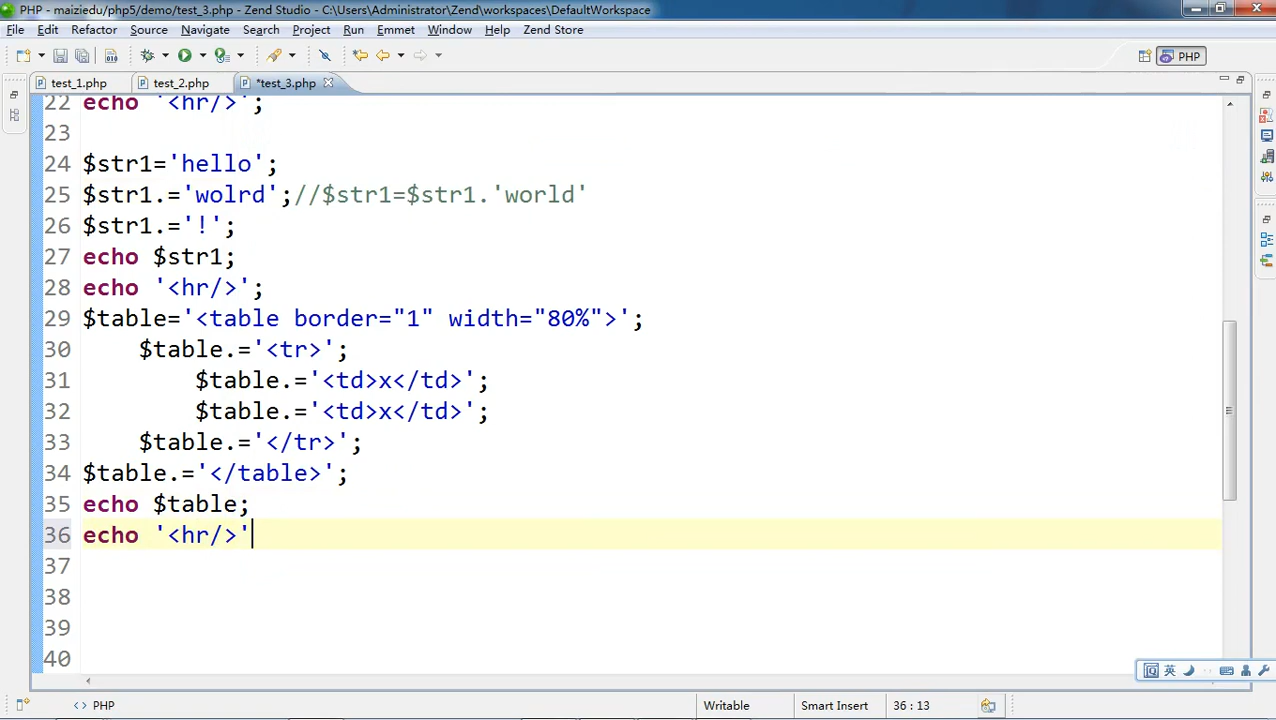 PHP - maiziedu/php5/demo/test_3.php - Zend Studio - C:\Users\Administrator\Zend\workspaces\DefaultWorkspace
File Edit Refactor Source Navigate Search Project Run Emmet Window Help Zend Store
PHP
test_1.php test_2.php *test_3.php
22 echo '<hr/>';
23
24 $str1='hello';
25 $str1.='wolrd';//$str1=$str1.'world'
26 $str1.='!';
27 echo $str1;
28 echo '<hr/>';
29 $table='<table border="1" width="80%">';
30 $table.='<tr>';
31 $table.='<td>x</td>';
32 $table.='<td>x</td>';
33 $table.='</tr>';
34 $table.='</table>';
35 echo $table;
36 echo '<hr/>'
37
38
39
40
英
<> PHP Writable Smart Insert 36 : 13